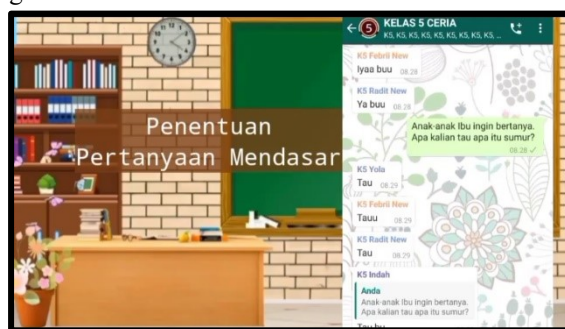 Penentuan
Pertanyaan Mendasar
5
KELAS 5 CERIA
K5, K5, K5, K5, K5, K5, K5, K5, ...
K5 Febril New
Iyaa buu 08.28
K5 Radit New
Ya buu 08.28
Anak-anak Ibu ingin bertanya.
Apa kalian tau apa itu sumur?
08.28
K5 Yola
Tau 08.29
K5 Febril New
Tauu 08.29
K5 Radit New
Tau 08.29
K5 Indah
Anda
Anak-anak Ibu ingin bertanya.
Apa kalian tau apa itu sumur?